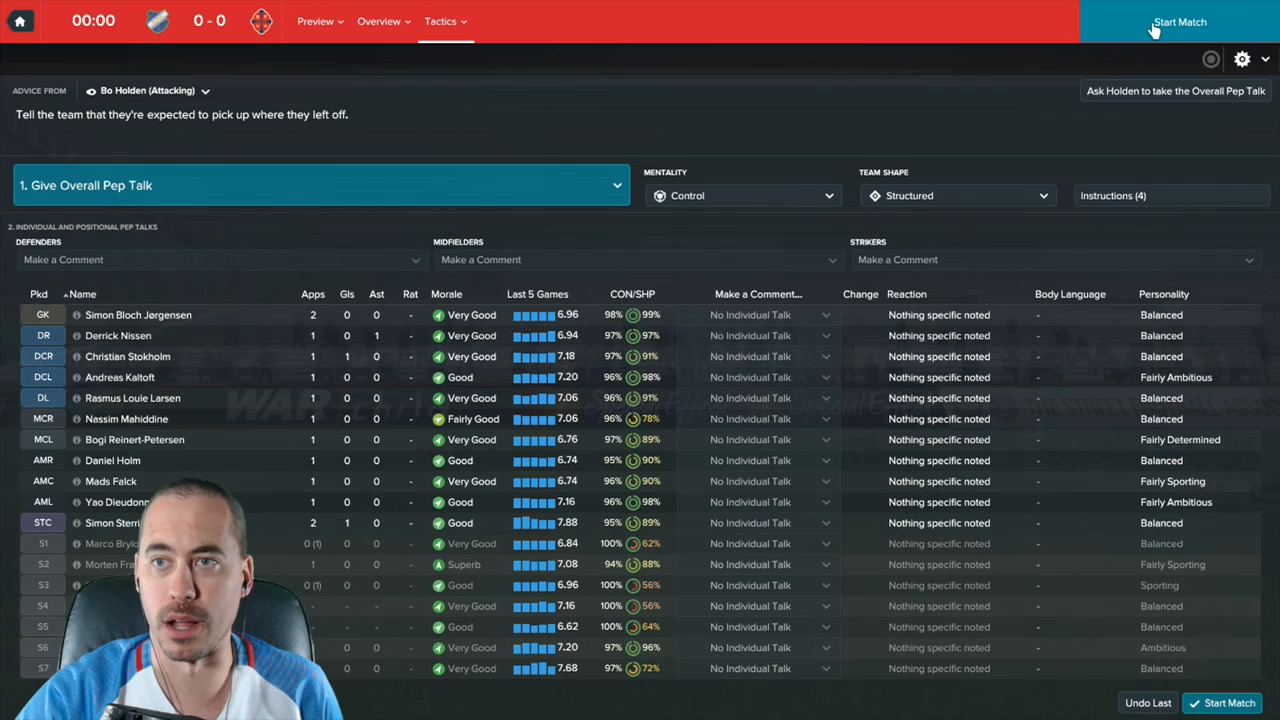 00:00 0 - 0 Preview Overview Tactics Start Match
ADVICE FROM Bo Holden (Attacking) Ask Holden to take the Overall Pep Talk
Tell the team that they're expected to pick up where they left off.
MENTALITY TEAM SHAPE
1. Give Overall Pep Talk Control Structured Instructions (4)
2. INDIVIDUAL AND POSITIONAL PEP TALKS
DEFENDERS MIDFIELDERS STRIKERS
Make a Comment Make a Comment Make a Comment
Pkd Name Apps Gls Ast Rat Morale Last 5 Games CON/SHP Make a Comment... Change Reaction Body Language Personality
GK Simon Bloch Jørgensen 2 0 0 - Very Good 6.96 98% 99% No Individual Talk Nothing specific noted - Balanced
DR Derrick Nissen 1 0 1 - Very Good 6.94 97% 97% No Individual Talk Nothing specific noted - Balanced
DCR Christian Stokholm 1 1 0 - Very Good 7.18 97% 91% No Individual Talk Nothing specific noted - Balanced
DCL Andreas Kaltoft 1 0 0 - Good 7.20 96% 98% No Individual Talk Nothing specific noted - Fairly Ambitious
DL Rasmus Louie Larsen 1 0 0 - Very Good 7.06 96% 91% No Individual Talk Nothing specific noted - Balanced
MCR Nassim Mahiddine 1 0 0 - Fairly Good 7.06 96% 78% No Individual Talk Nothing specific noted - Balanced
MCL Bogi Reinert-Petersen 1 0 0 - Very Good 6.76 97% 89% No Individual Talk Nothing specific noted - Fairly Determined
AMR Daniel Holm 1 0 0 - Good 6.74 95% 90% No Individual Talk Nothing specific noted - Balanced
AMC Mads Falck 1 0 0 - Very Good 6.74 96% 90% No Individual Talk Nothing specific noted - Fairly Sporting
AML Yao Dieudonn 1 0 0 - Good 7.16 96% 98% No Individual Talk Nothing specific noted - Fairly Ambitious
STC Simon Sterri 2 1 0 - Good 7.88 95% 89% No Individual Talk Nothing specific noted - Balanced
S1 Marco Brylo 0 (1) 0 0 - Very Good 6.84 100% 62% No Individual Talk Nothing specific noted - Balanced
S2 Morten Fra 1 0 0 - Superb 7.08 94% 88% No Individual Talk Nothing specific noted - Fairly Sporting
S3 0 (1) 0 0 - Good 6.96 100% 56% No Individual Talk Nothing specific noted - Sporting
S4 - - - - Very Good 7.16 100% 56% No Individual Talk Nothing specific noted - Balanced
S5 - - - - Good 6.62 100% 64% No Individual Talk Nothing specific noted - Balanced
S6 0 0 - Very Good 7.20 97% 96% No Individual Talk Nothing specific noted - Ambitious
S7 0 0 - Very Good 7.68 97% 72% No Individual Talk Nothing specific noted - Balanced
Undo Last Start Match